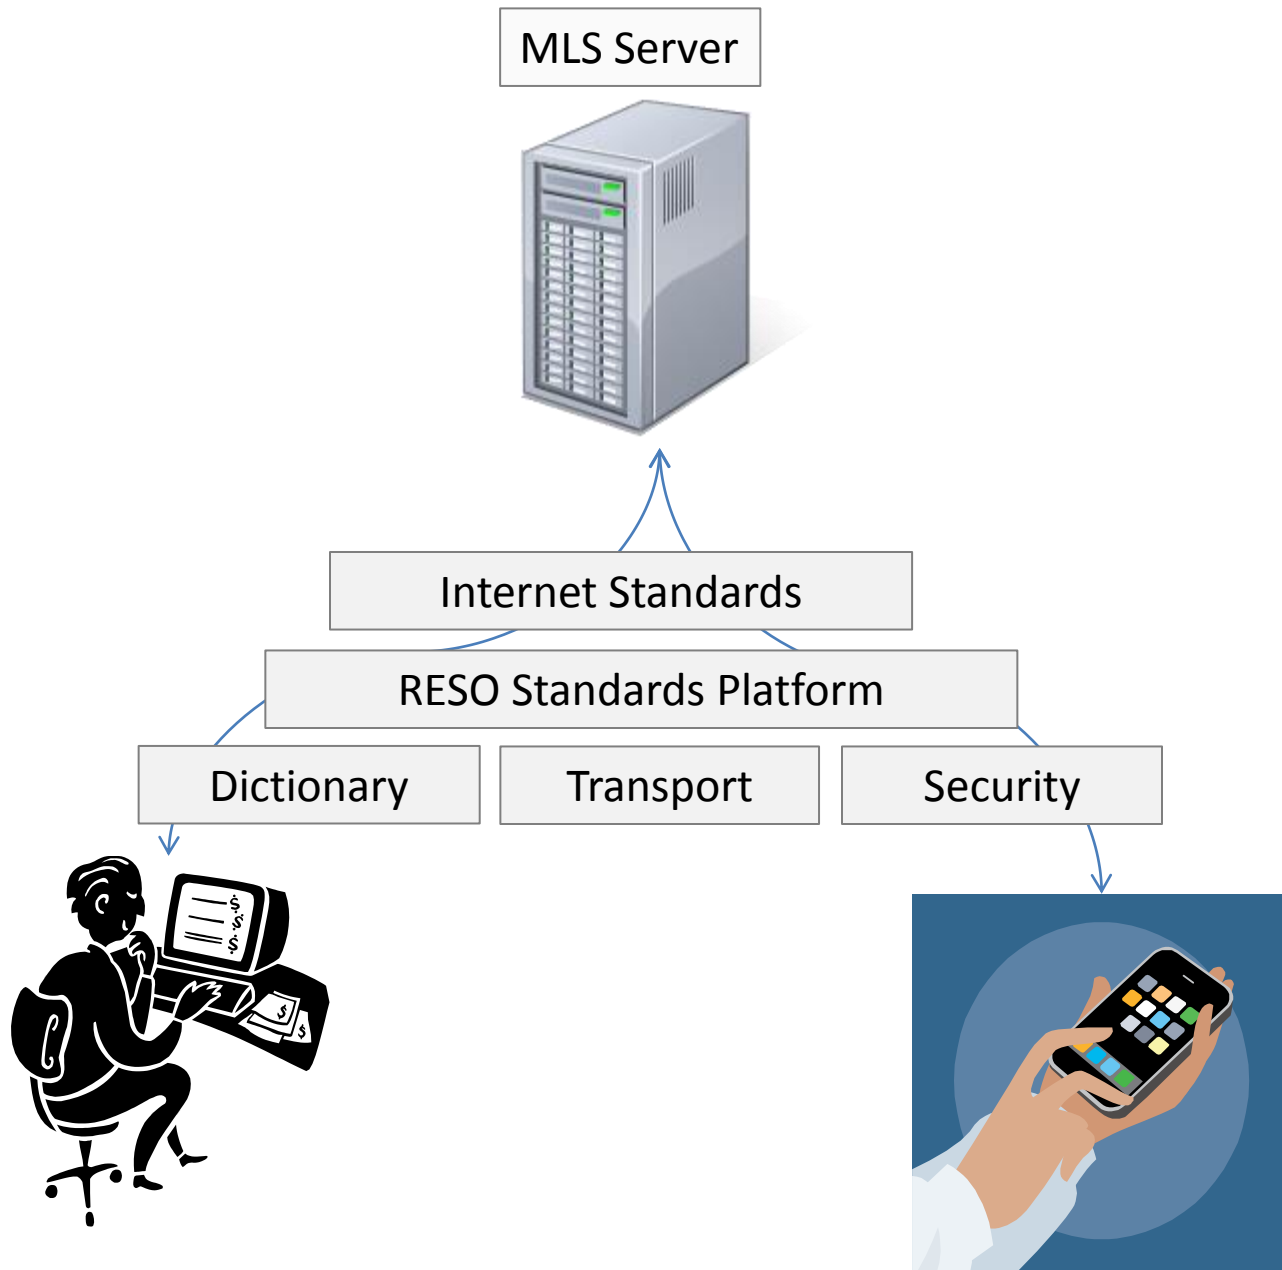 MLS Server
Internet Standards
RESO Standards Platform
Dictionary
Transport
Security
$
$
$
$
$